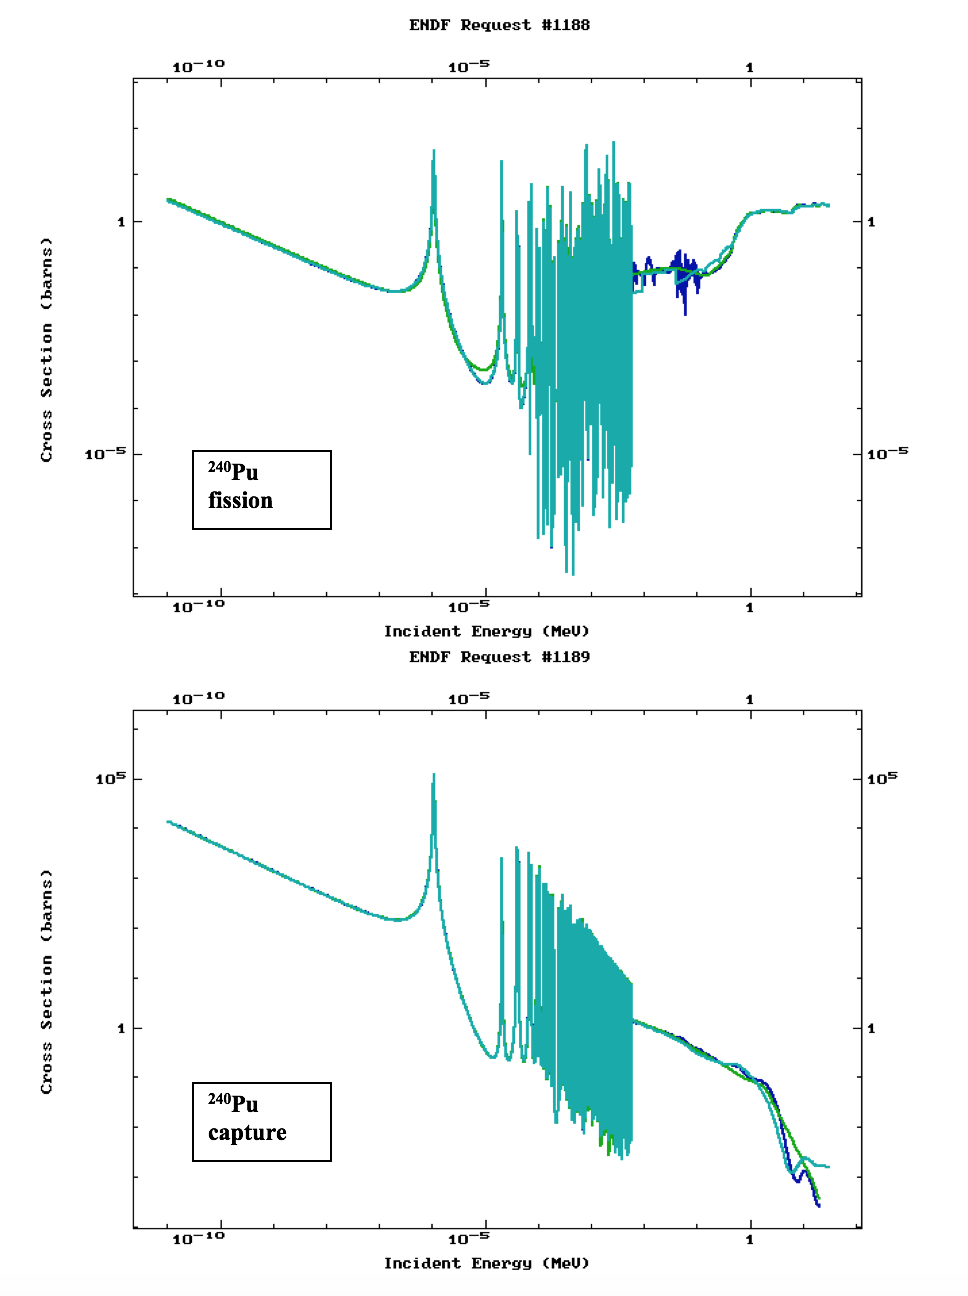 ENDF Request #1188
10⁻¹⁰ 10⁻⁵ 1
1 1
Cross Section (barns)
10⁻⁵ 10⁻⁵
²⁴⁰Pu
fission
10⁻¹⁰ 10⁻⁵ 1
Incident Energy (MeV)
ENDF Request #1189
10⁻¹⁰ 10⁻⁵ 1
10⁵ 10⁵
Cross Section (barns)
1 1
²⁴⁰Pu
capture
10⁻¹⁰ 10⁻⁵ 1
Incident Energy (MeV)